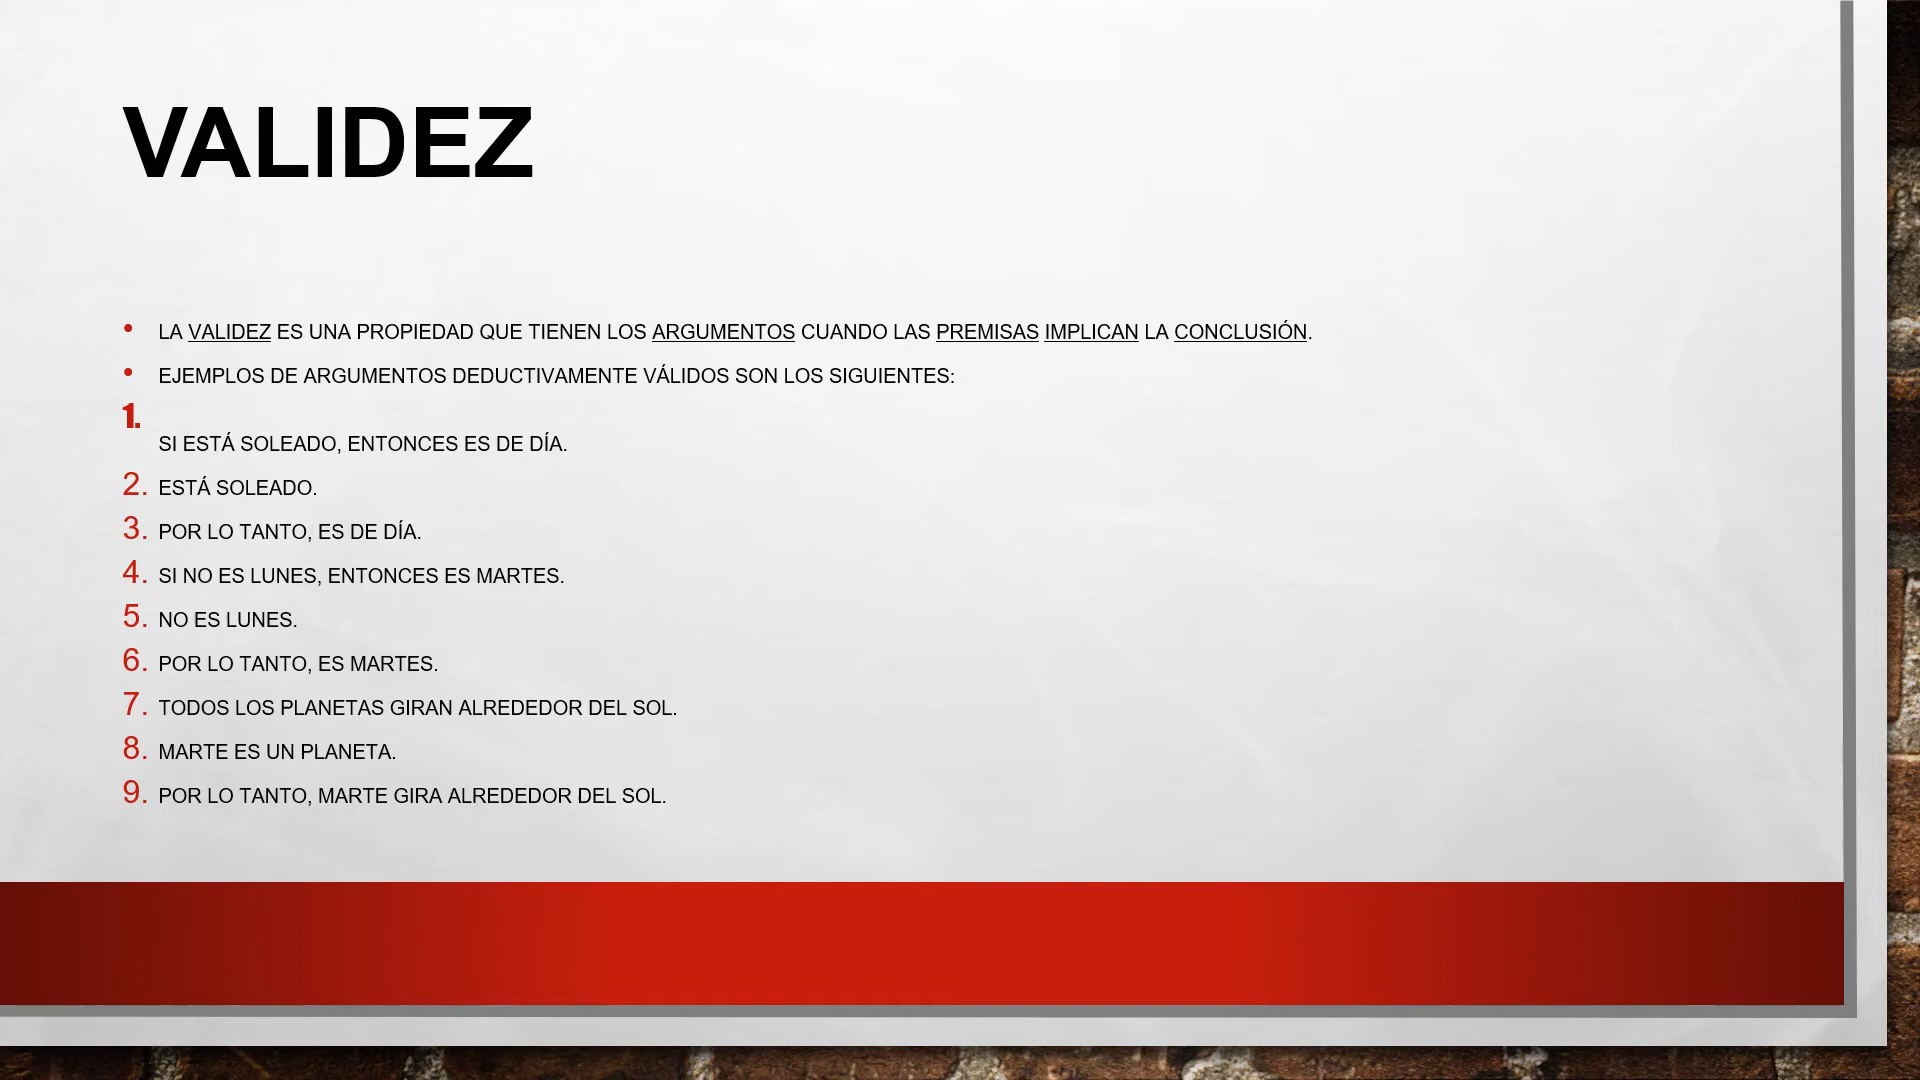 VALIDEZ
• LA VALIDEZ ES UNA PROPIEDAD QUE TIENEN LOS ARGUMENTOS CUANDO LAS PREMISAS IMPLICAN LA CONCLUSIÓN.
• EJEMPLOS DE ARGUMENTOS DEDUCTIVAMENTE VÁLIDOS SON LOS SIGUIENTES:
1.
SI ESTÁ SOLEADO, ENTONCES ES DE DÍA.
2. ESTÁ SOLEADO.
3. POR LO TANTO, ES DE DÍA.
4. SI NO ES LUNES, ENTONCES ES MARTES.
5. NO ES LUNES.
6. POR LO TANTO, ES MARTES.
7. TODOS LOS PLANETAS GIRAN ALREDEDOR DEL SOL.
8. MARTE ES UN PLANETA.
9. POR LO TANTO, MARTE GIRA ALREDEDOR DEL SOL.